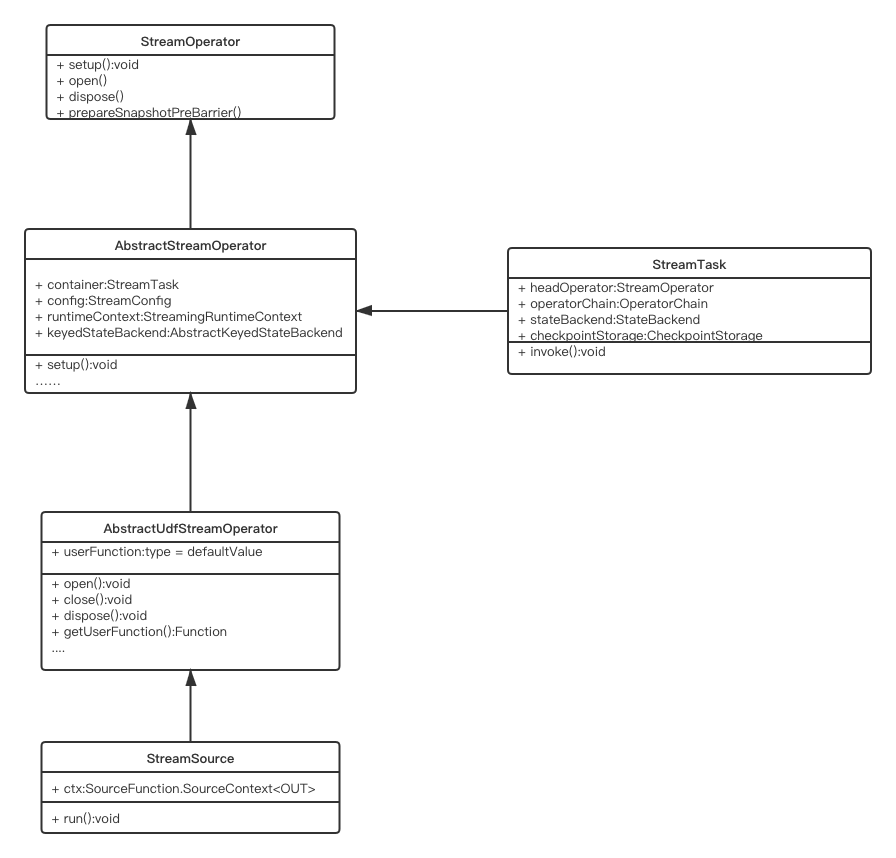 StreamOperator
+ setup():void
+ open()
+ dispose()
+ prepareSnapshotPreBarrier()
AbstractStreamOperator
+ container:StreamTask
+ config:StreamConfig
+ runtimeContext:StreamingRuntimeContext
+ keyedStateBackend:AbstractKeyedStateBackend
+ setup():void
……
StreamTask
+ headOperator:StreamOperator
+ operatorChain:OperatorChain
+ stateBackend:StateBackend
+ checkpointStorage:CheckpointStorage
+ invoke():void
AbstractUdfStreamOperator
+ userFunction:type = defaultValue
+ open():void
+ close():void
+ dispose():void
+ getUserFunction():Function
....
StreamSource
+ ctx:SourceFunction.SourceContext<OUT>
+ run():void